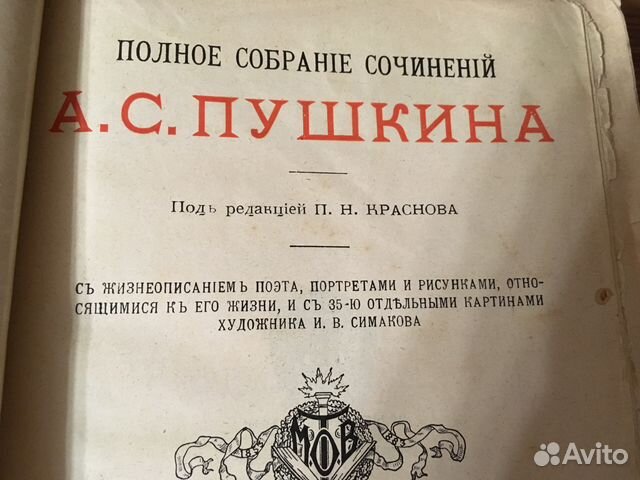 ПОЛНОЕ СОБРАНІЕ СОЧИНЕНІЙ
А. С. ПУШКИНА
Подъ редакціей П. Н. КРАСНОВА
СЪ ЖИЗНЕОПИСАНІЕМЪ ПОЭТА, ПОРТРЕТАМИ И РИСУНКАМИ, ОТНО-
СЯЩИМИСЯ КЪ ЕГО ЖИЗНИ, И СЪ 35-Ю ОТДѢЛЬНЫМИ КАРТИНАМИ
ХУДОЖНИКА И. В. СИМАКОВА
Т
М.О.В
Avito